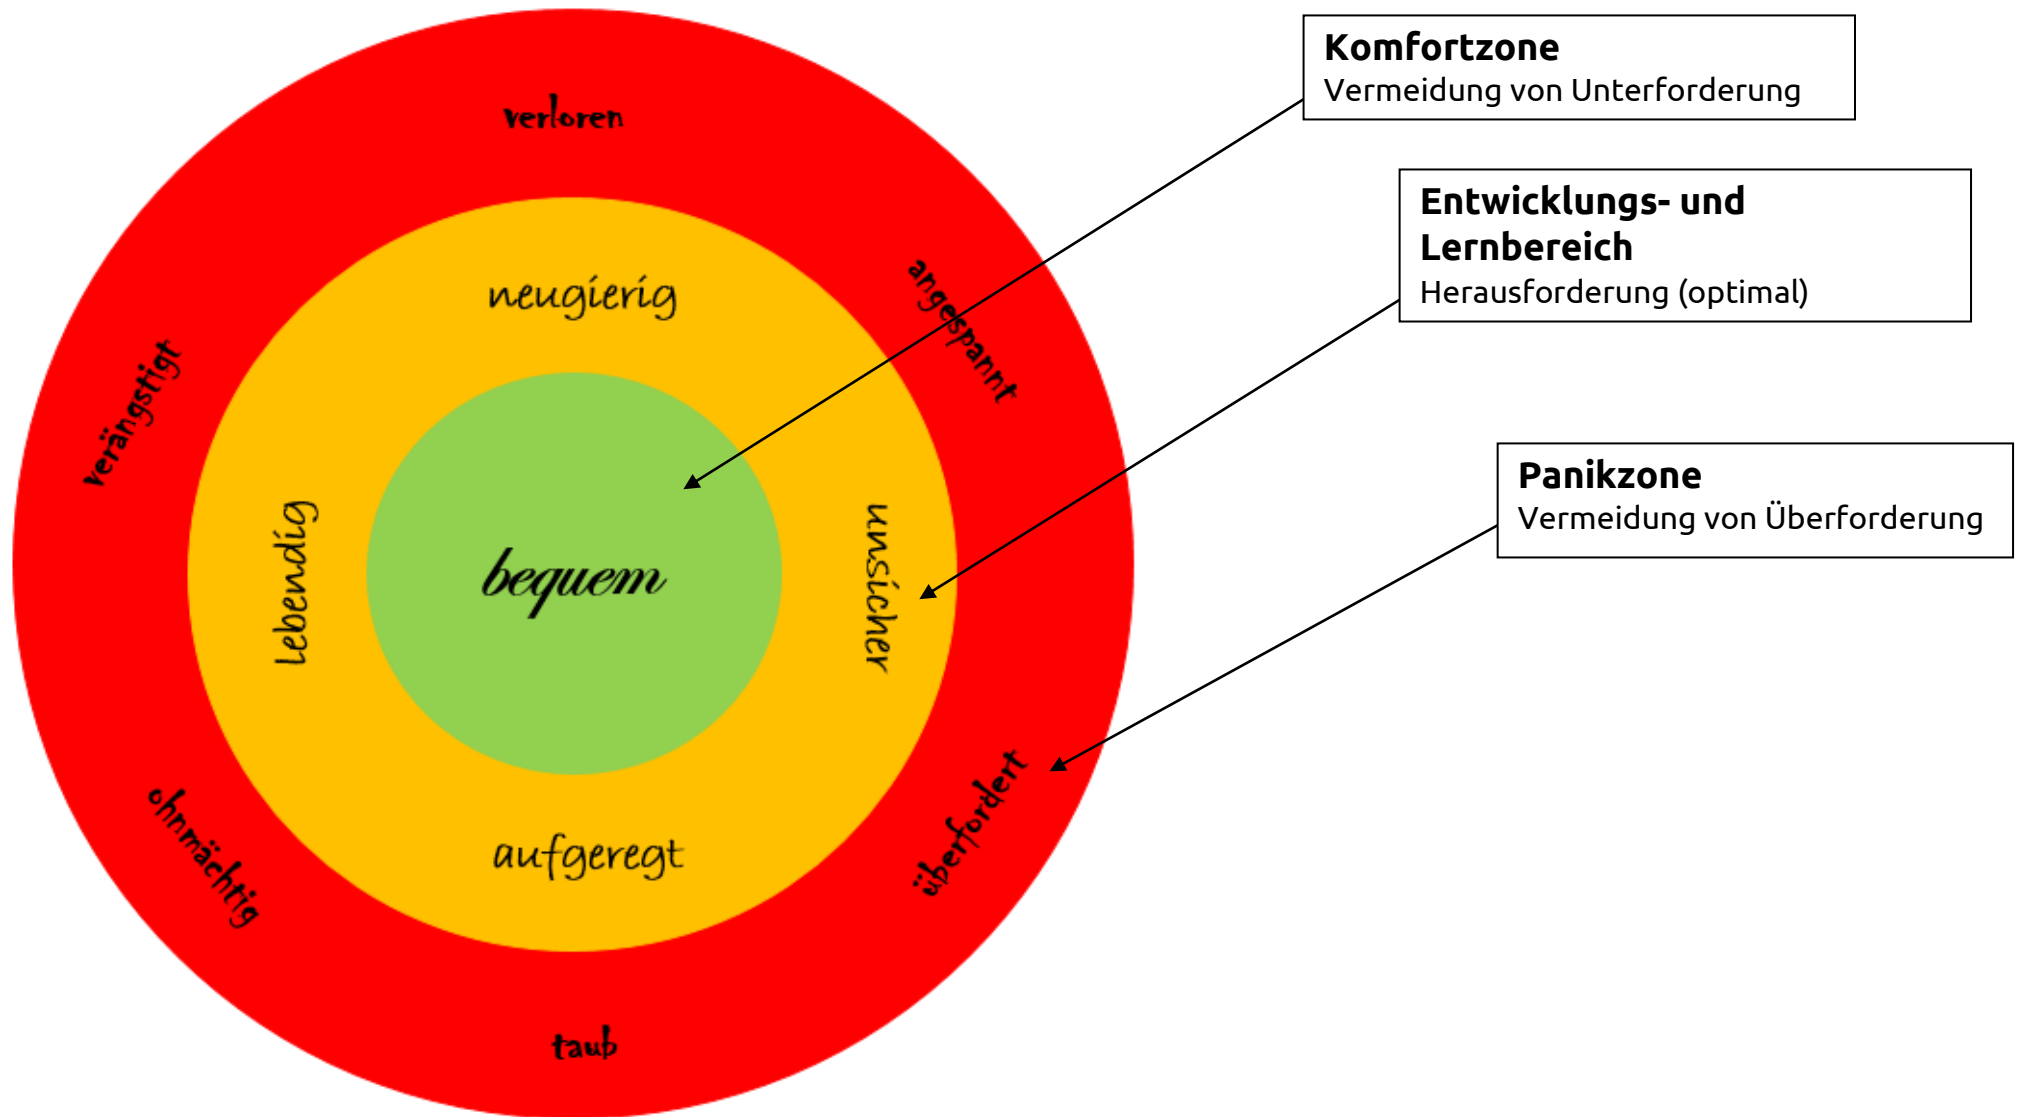 verloren
angespannt
verängstigt
neugierig
lebendig
bequem
unsicher
aufgeregt
überfordert
ohnmächtig
taub
Komfortzone
Vermeidung von Unterforderung
Entwicklungs- und
Lernbereich
Herausforderung (optimal)
Panikzone
Vermeidung von Überforderung